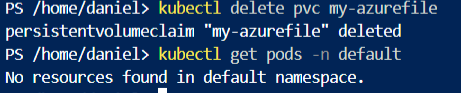 PS /home/daniel> kubectl delete pvc my-azurefile
persistentvolumeclaim "my-azurefile" deleted
PS /home/daniel> kubectl get pods -n default
No resources found in default namespace.